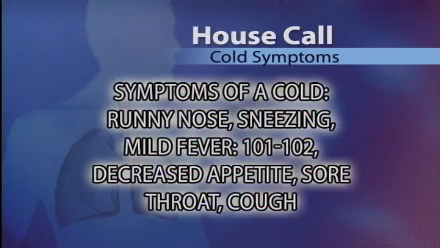 House Call
Cold Symptoms
SYMPTOMS OF A COLD:
RUNNY NOSE, SNEEZING,
MILD FEVER: 101-102,
DECREASED APPETITE, SORE
THROAT, COUGH